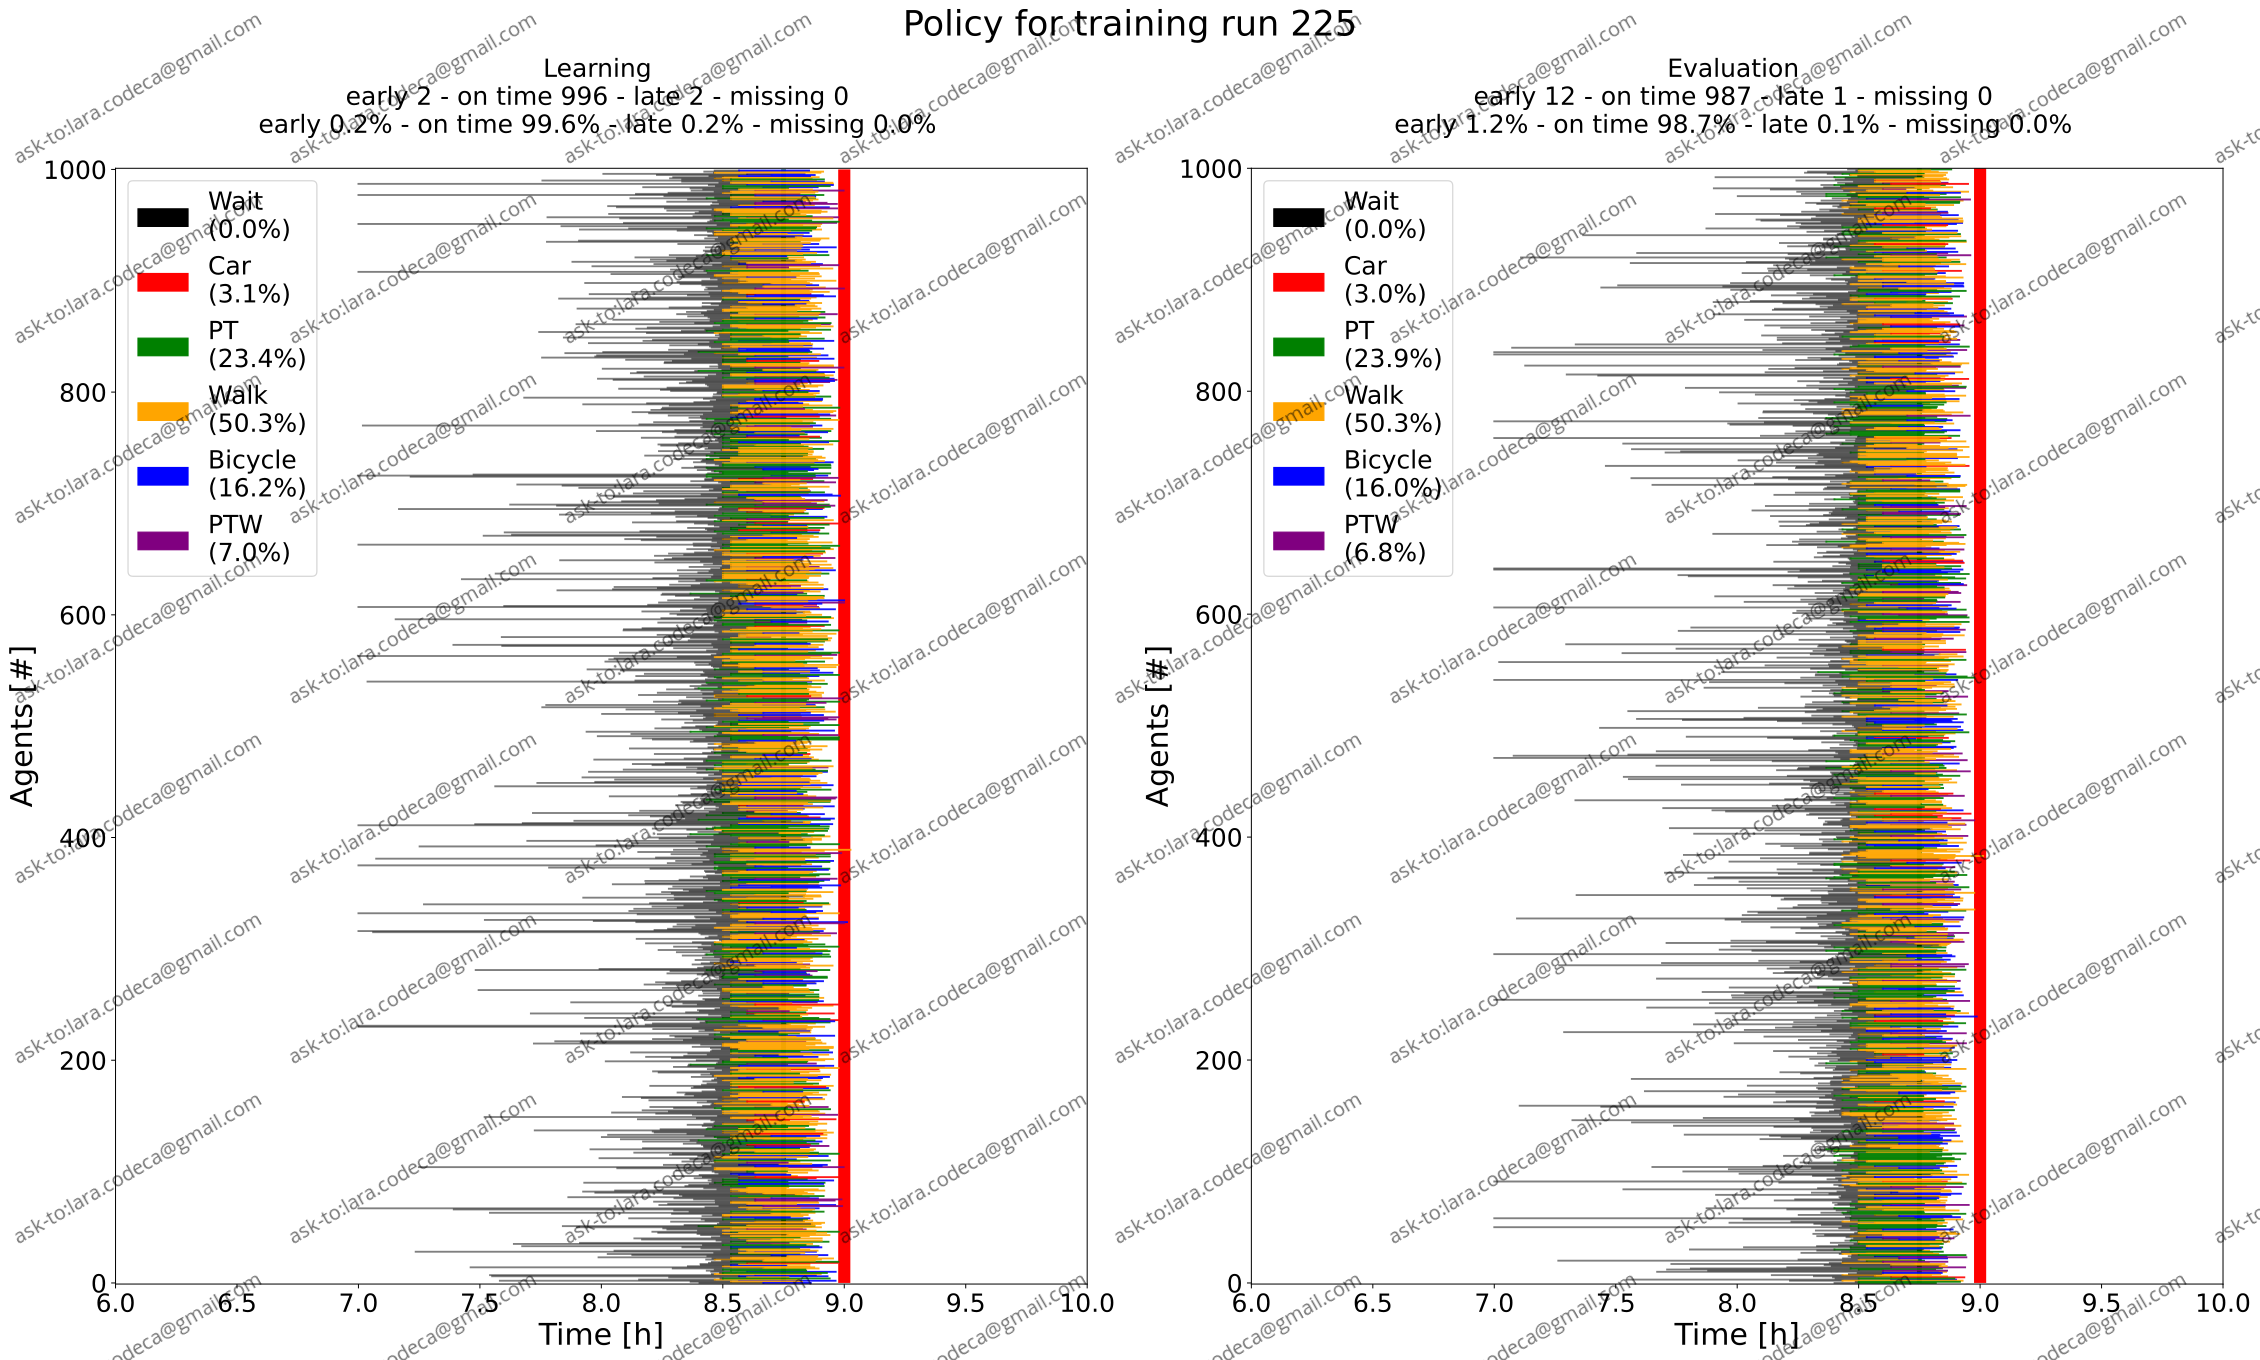 Policy for training run 225
Learning
early 2 - on time 996 - late 2 - missing 0
early 0.2% - on time 99.6% - late 0.2% - missing 0.0%
1000
800
600
400
200
0
Agents [#]
Wait
(0.0%)
Car
(3.1%)
PT
(23.4%)
Walk
(50.3%)
Bicycle
(16.2%)
PTW
(7.0%)
6.0 6.5 7.0 7.5 8.0 8.5 9.0 9.5 10.0
Time [h]
Evaluation
early 12 - on time 987 - late 1 - missing 0
early 1.2% - on time 98.7% - late 0.1% - missing 0.0%
1000
800
600
400
200
0
Agents [#]
Wait
(0.0%)
Car
(3.0%)
PT
(23.9%)
Walk
(50.3%)
Bicycle
(16.0%)
PTW
(6.8%)
6.0 6.5 7.0 7.5 8.0 8.5 9.0 9.5 10.0
Time [h]
ask-to:lara.codeca@gmail.com